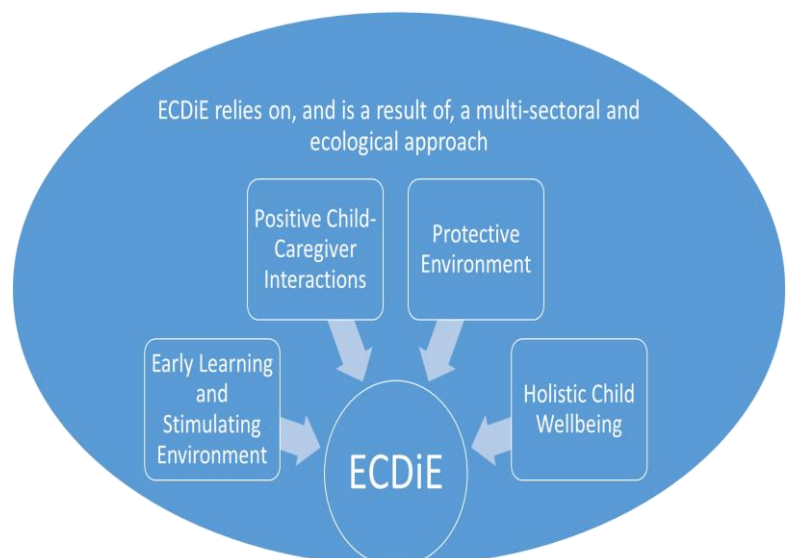 ECDiE relies on, and is a result of, a multi-sectoral and
ecological approach
Positive Child-
Caregiver
Interactions
Protective
Environment
Early Learning
and
Stimulating
Environment
Holistic Child
Wellbeing
ECDiE